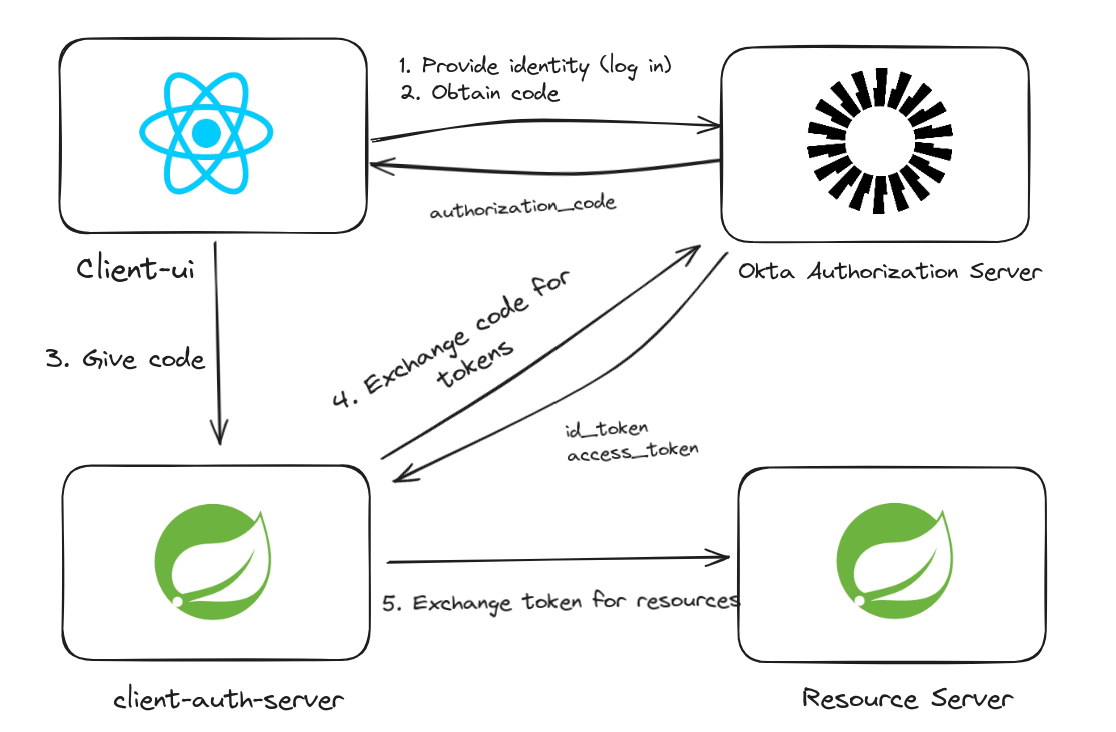 1. Provide identity (log in)
2. Obtain code
authorization_code
Client-ui
Okta Authorization Server
3. Give code
4. Exchange code for
tokens
id_token
access_token
5. Exchange token for resources
client-auth-server
Resource Server